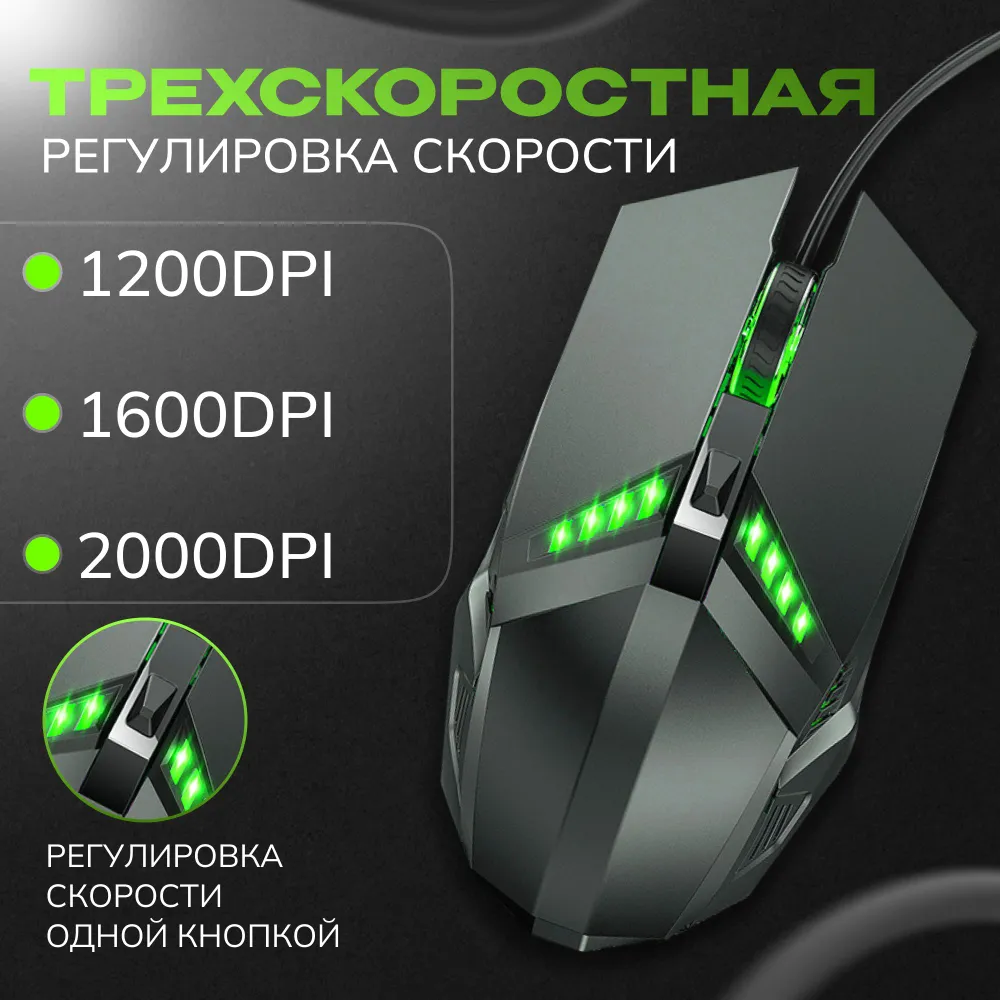 ТРЕХСКОРОСТНАЯ
РЕГУЛИРОВКА СКОРОСТИ
1200DPI
1600DPI
2000DPI
РЕГУЛИРОВКА
СКОРОСТИ
ОДНОЙ КНОПКОЙ